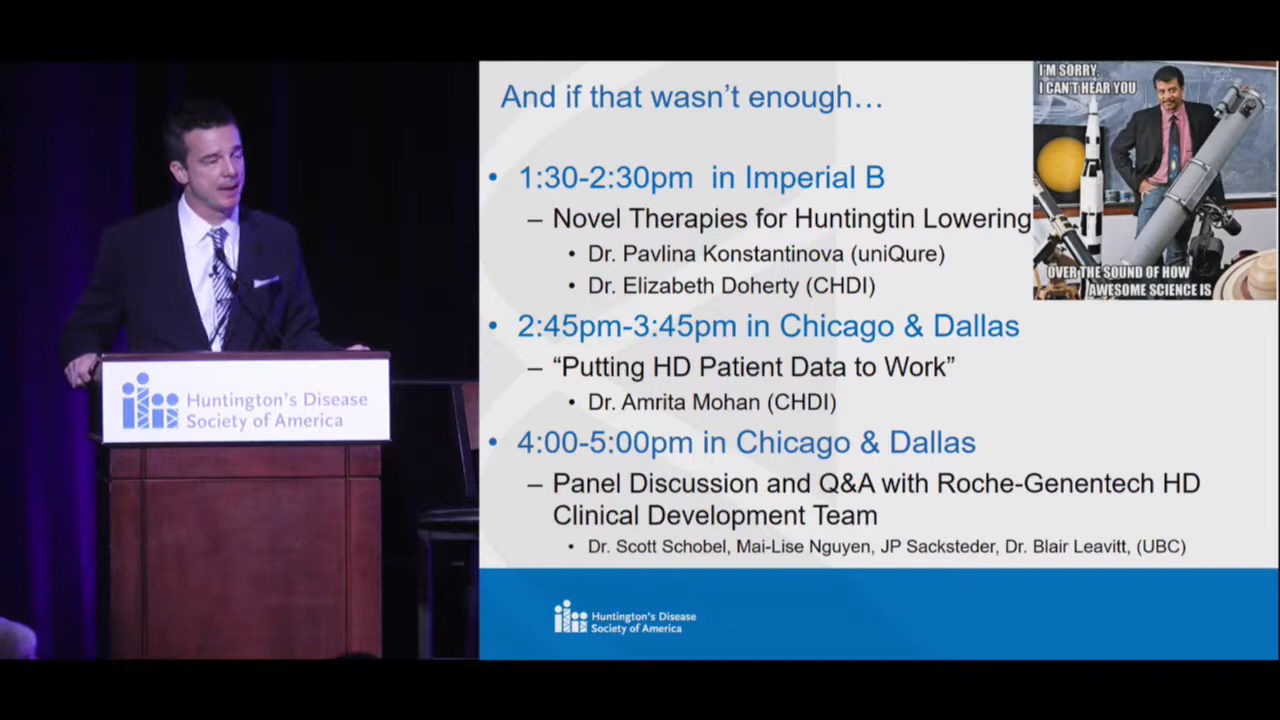 And if that wasn't enough…
I'M SORRY,
I CAN'T HEAR YOU
OVER THE SOUND OF HOW
AWESOME SCIENCE IS
• 1:30-2:30pm in Imperial B
– Novel Therapies for Huntingtin Lowering
• Dr. Pavlina Konstantinova (uniQure)
• Dr. Elizabeth Doherty (CHDI)
• 2:45pm-3:45pm in Chicago & Dallas
– “Putting HD Patient Data to Work”
• Dr. Amrita Mohan (CHDI)
• 4:00-5:00pm in Chicago & Dallas
– Panel Discussion and Q&A with Roche-Genentech HD
Clinical Development Team
• Dr. Scott Schobel, Mai-Lise Nguyen, JP Sacksteder, Dr. Blair Leavitt, (UBC)
Huntington's Disease
Society of America
Huntington's Disease
Society of America